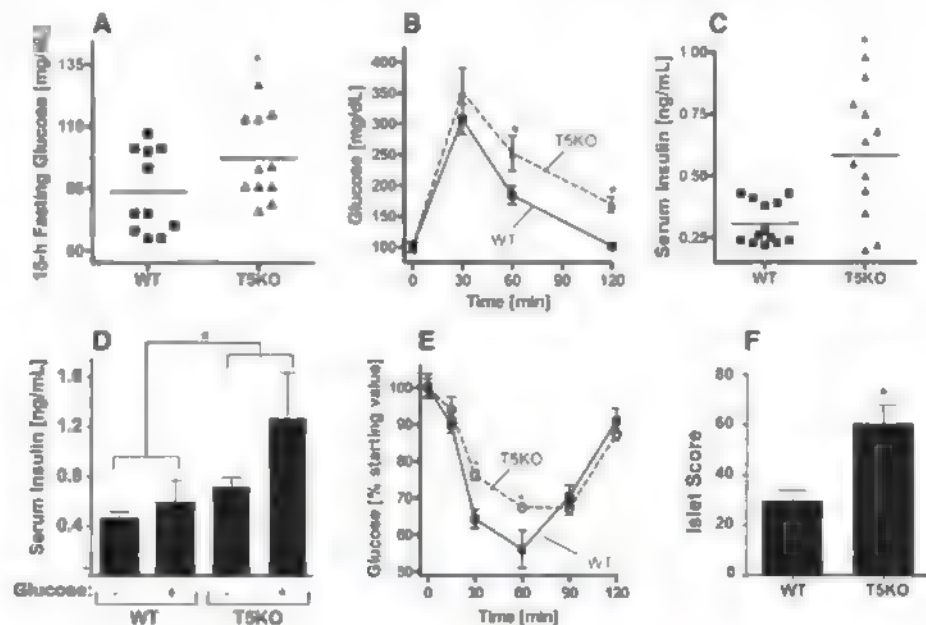 A
15-h Fasting Glucose [mg/mL]
135
110
85
60
WT
T5KO
*
B
Glucose [mg/dL]
400
350
300
250
200
150
100
T5KO
WT
*
*
0 30 60 90 120
Time [min]
C
Serum Insulin [ng/mL]
1.00
0.75
0.50
0.25
WT
T5KO
*
D
Serum Insulin [ng/mL]
1.6
1.2
0.8
0.4
*
Glucose: - + - +
WT T5KO
E
Glucose [% starting value]
100
90
80
70
60
50
T5KO
WT
*
*
0 30 60 90 120
Time [min]
F
Islet Score
80
60
40
20
0
*
WT T5KO